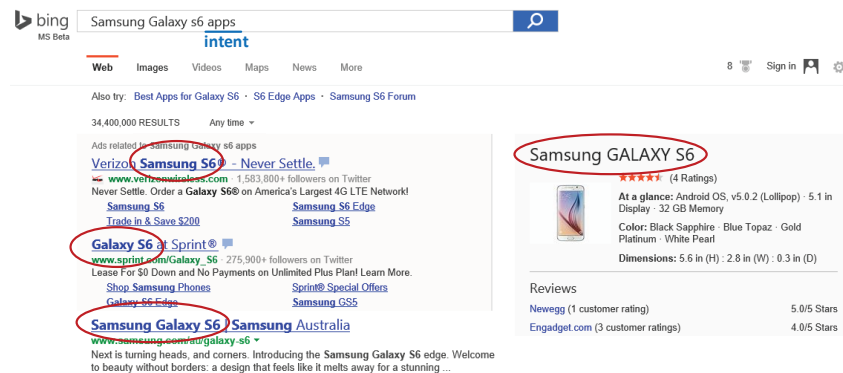 bing
MS Beta
Samsung Galaxy s6 apps
intent
Web Images Videos Maps News More
8 Sign in
Also try: Best Apps for Galaxy S6 · S6 Edge Apps · Samsung S6 Forum
34,400,000 RESULTS Any time
Ads related to Samsung Galaxy s6 apps
Verizon Samsung S6® - Never Settle.
www.verizonwireless.com · 1,583,800+ followers on Twitter
Never Settle. Order a Galaxy S6® on America's Largest 4G LTE Network!
Samsung S6 Samsung S6 Edge
Trade in & Save $200 Samsung S5
Galaxy S6 at Sprint®
www.sprint.com/Galaxy_S6 · 275,900+ followers on Twitter
Lease For $0 Down and No Payments on Unlimited Plus Plan! Learn More.
Shop Samsung Phones Sprint® Special Offers
Galaxy S6 Edge Samsung GS5
Samsung Galaxy S6 | Samsung Australia
www.samsung.com/au/galaxy-s6
Next is turning heads, and corners. Introducing the Samsung Galaxy S6 edge. Welcome
to beauty without borders: a design that feels like it melts away for a stunning ...
Samsung GALAXY S6
(4 Ratings)
At a glance: Android OS, v5.0.2 (Lollipop) · 5.1 in
Display · 32 GB Memory
Color: Black Sapphire · Blue Topaz · Gold
Platinum · White Pearl
Dimensions: 5.6 in (H) : 2.8 in (W) : 0.3 in (D)
Reviews
Newegg (1 customer rating) 5.0/5 Stars
Engadget.com (3 customer ratings) 4.0/5 Stars